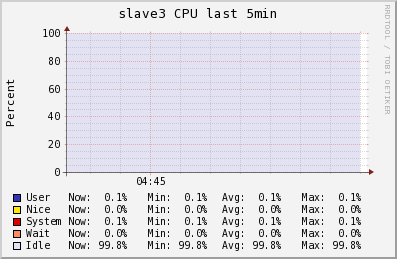 slave3 CPU last 5min
RRDTOOL / TOBI OETIKER
Percent
100
80
60
40
20
0
04:45
User Now: 0.1% Min: 0.1% Avg: 0.1% Max: 0.1%
Nice Now: 0.0% Min: 0.0% Avg: 0.0% Max: 0.0%
System Now: 0.1% Min: 0.1% Avg: 0.1% Max: 0.1%
Wait Now: 0.0% Min: 0.0% Avg: 0.0% Max: 0.0%
Idle Now: 99.8% Min: 99.8% Avg: 99.8% Max: 99.8%